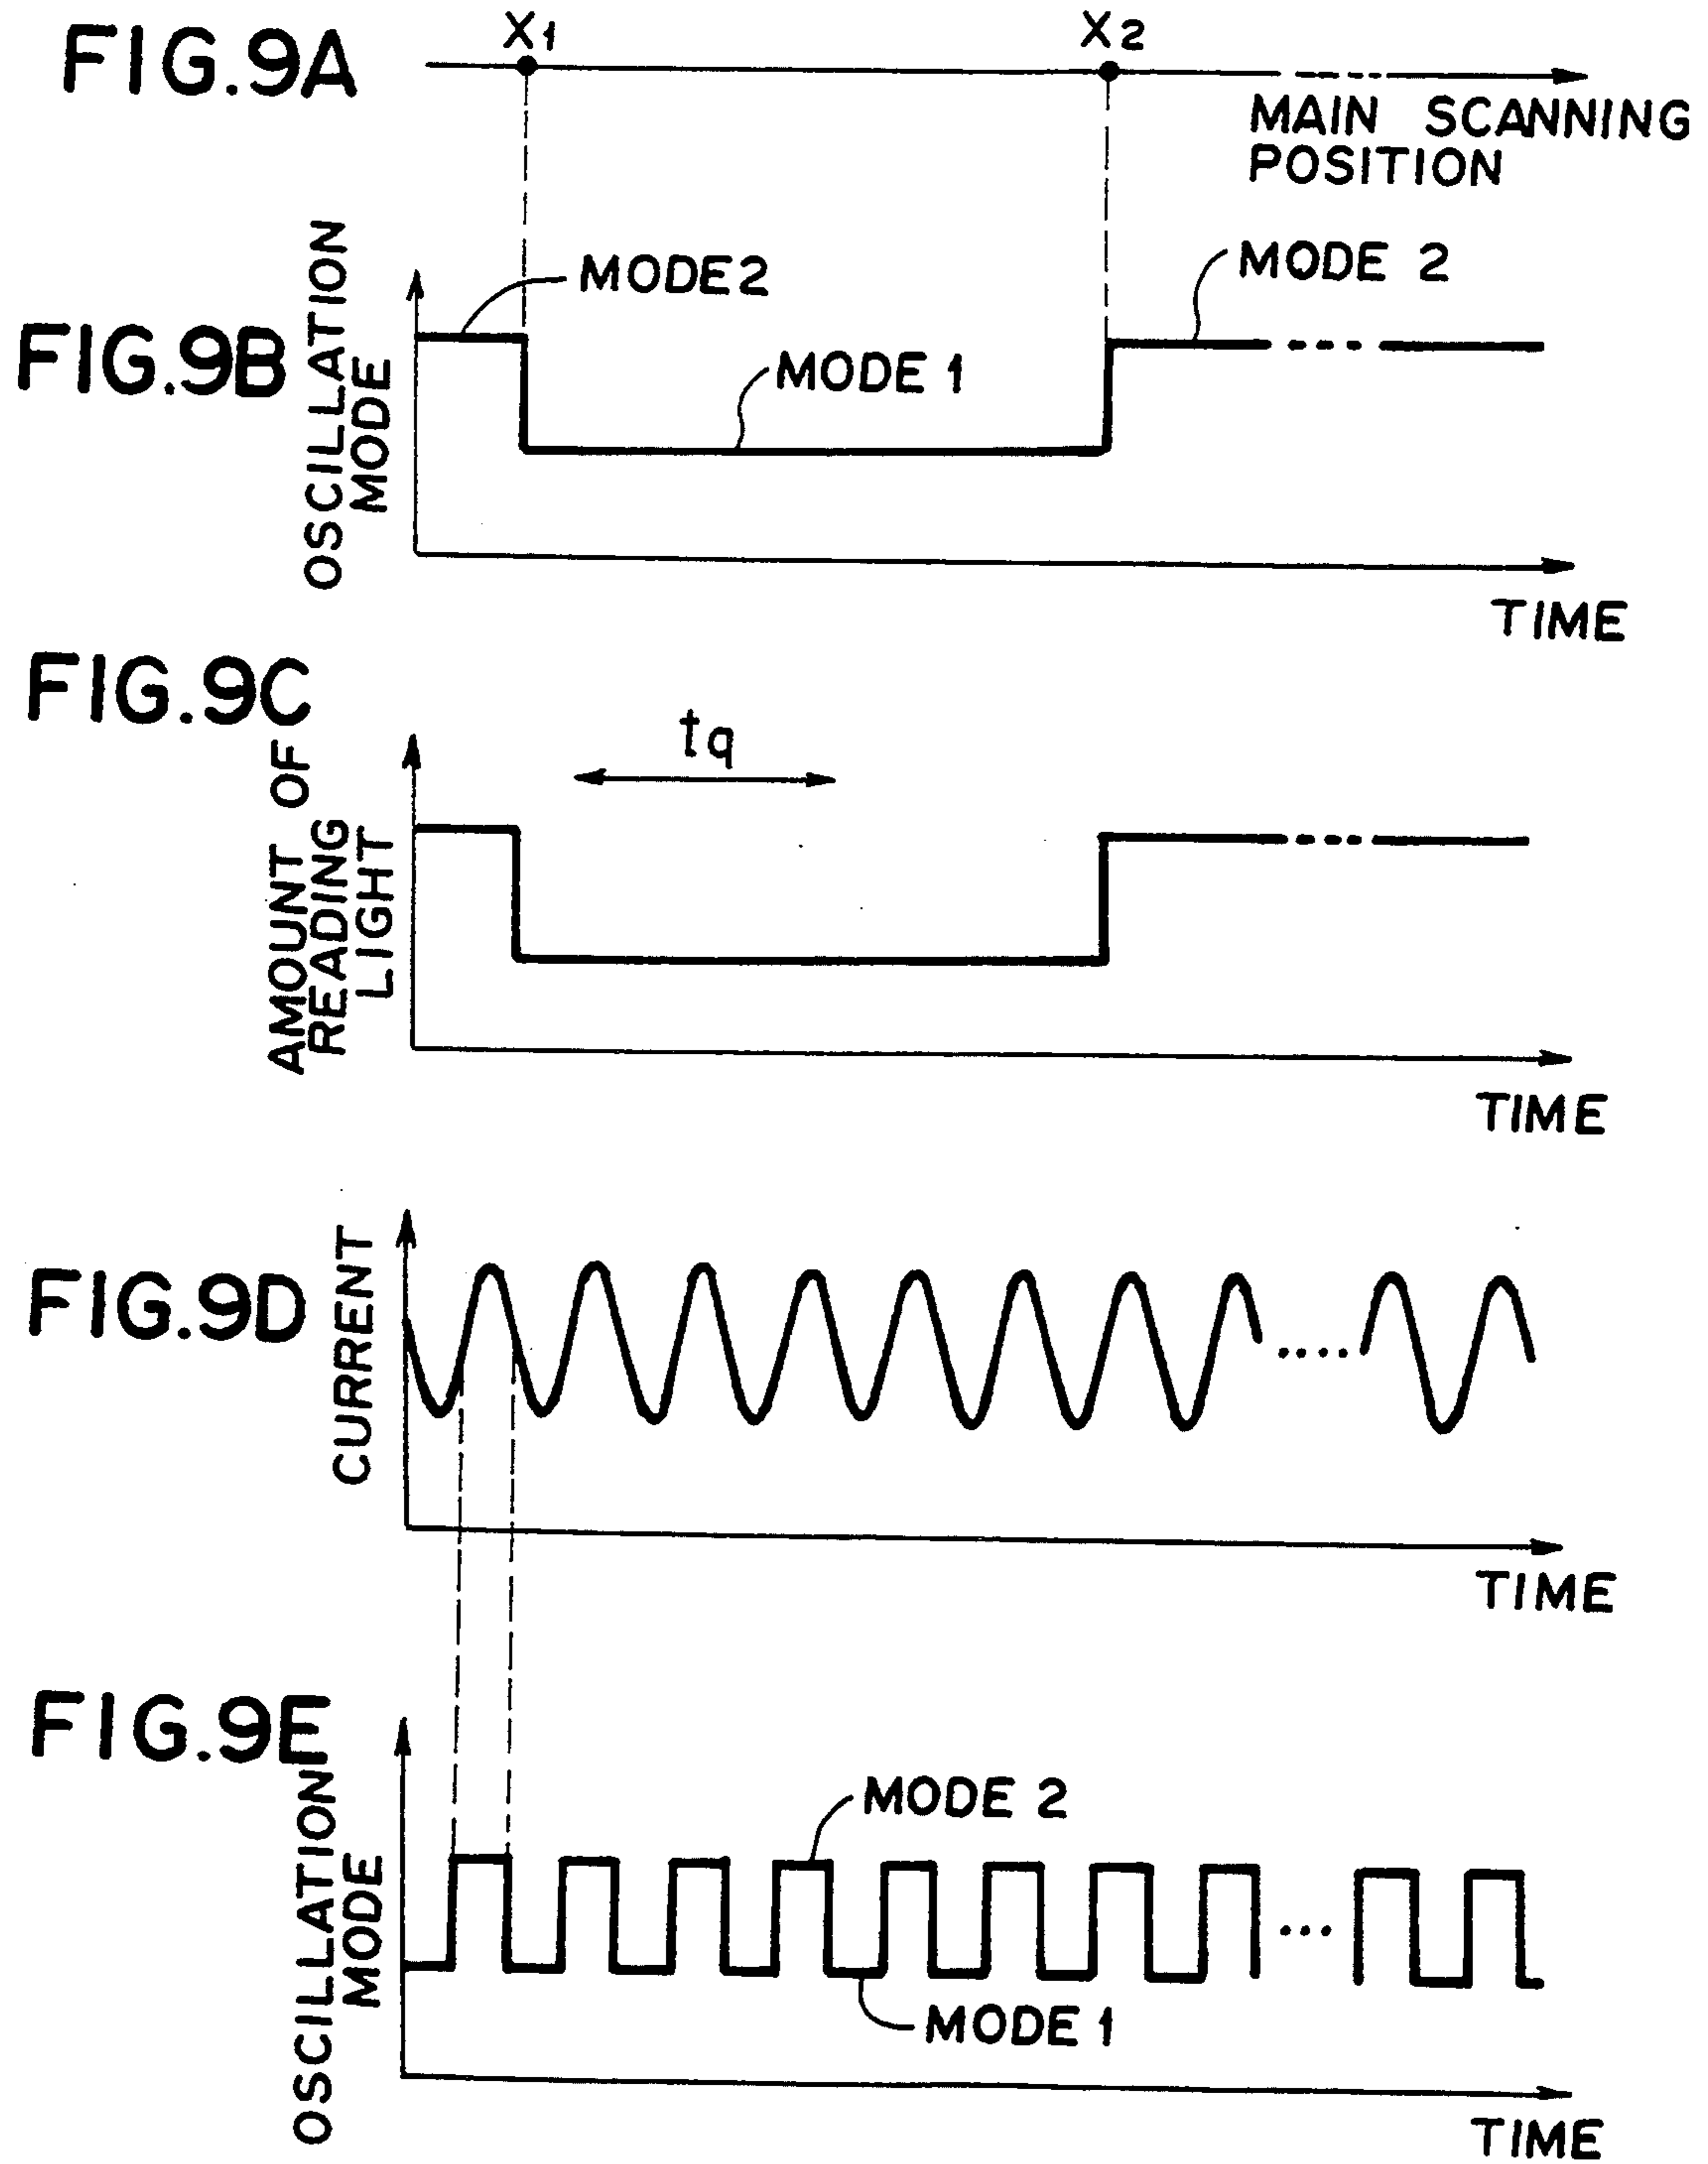 FIG.9A
X1
X2
MAIN SCANNING
POSITION
FIG.9B
OSCILLATION
MODE
MODE2
MODE 1
MODE 2
TIME
FIG.9C
AMOUNT OF
READING
LIGHT
tq
TIME
FIG.9D
CURRENT
....
TIME
FIG.9E
OSCILLATION
MODE
MODE 2
...
MODE 1
TIME